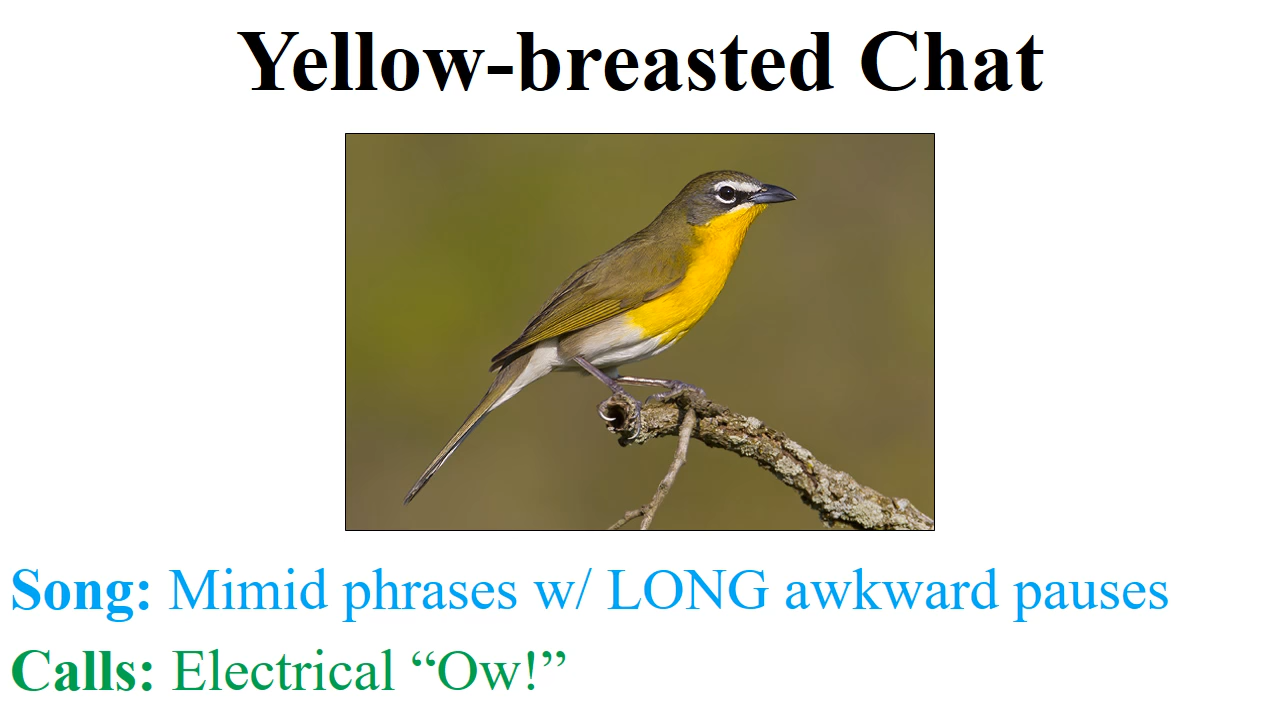 Yellow-breasted Chat
Song: Mimid phrases w/ LONG awkward pauses
Calls: Electrical “Ow!”